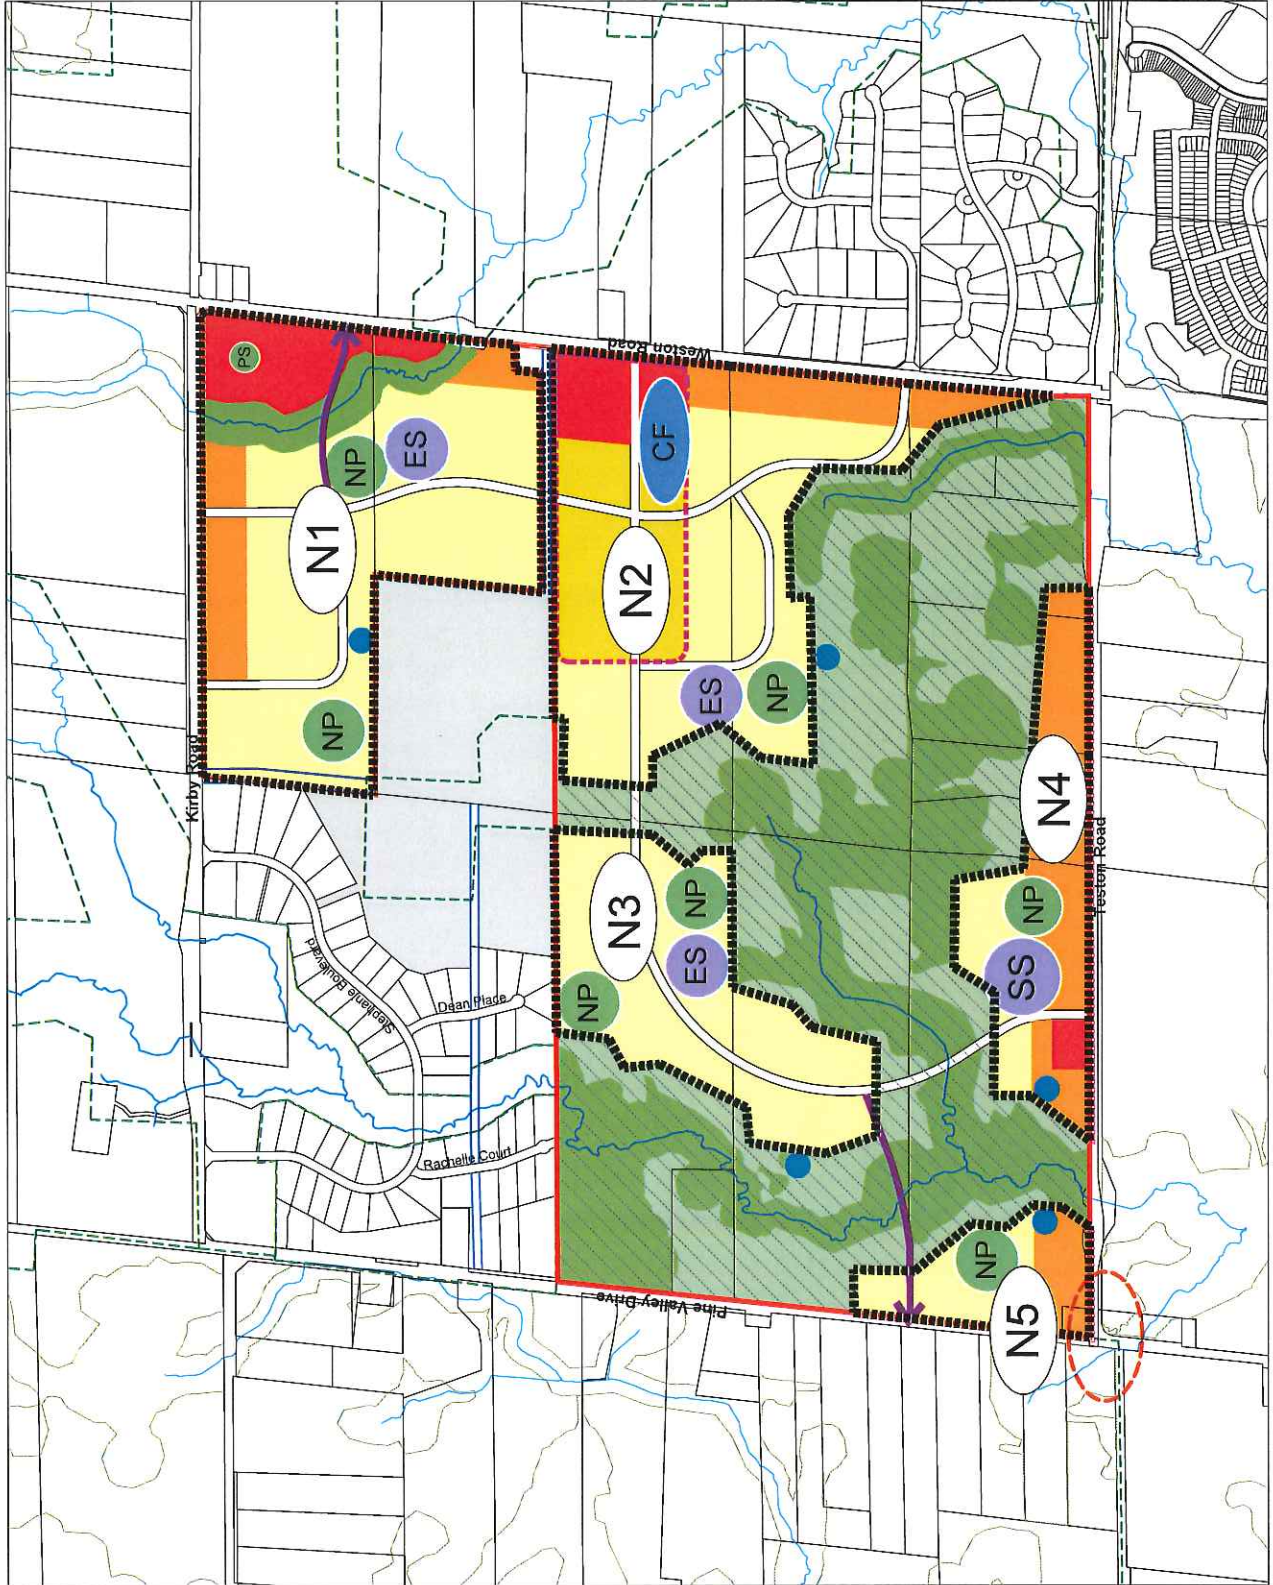 Kirby Road
Weston Road
PS
NP
ES
N1
NP
CF
N2
ES
NP
N3
NP
ES
NP
N4
NP
SS
Teston Road
Stephanie Boulevard
Dean Place
Rachelle Court
Pine Valley Drive
NP
N5